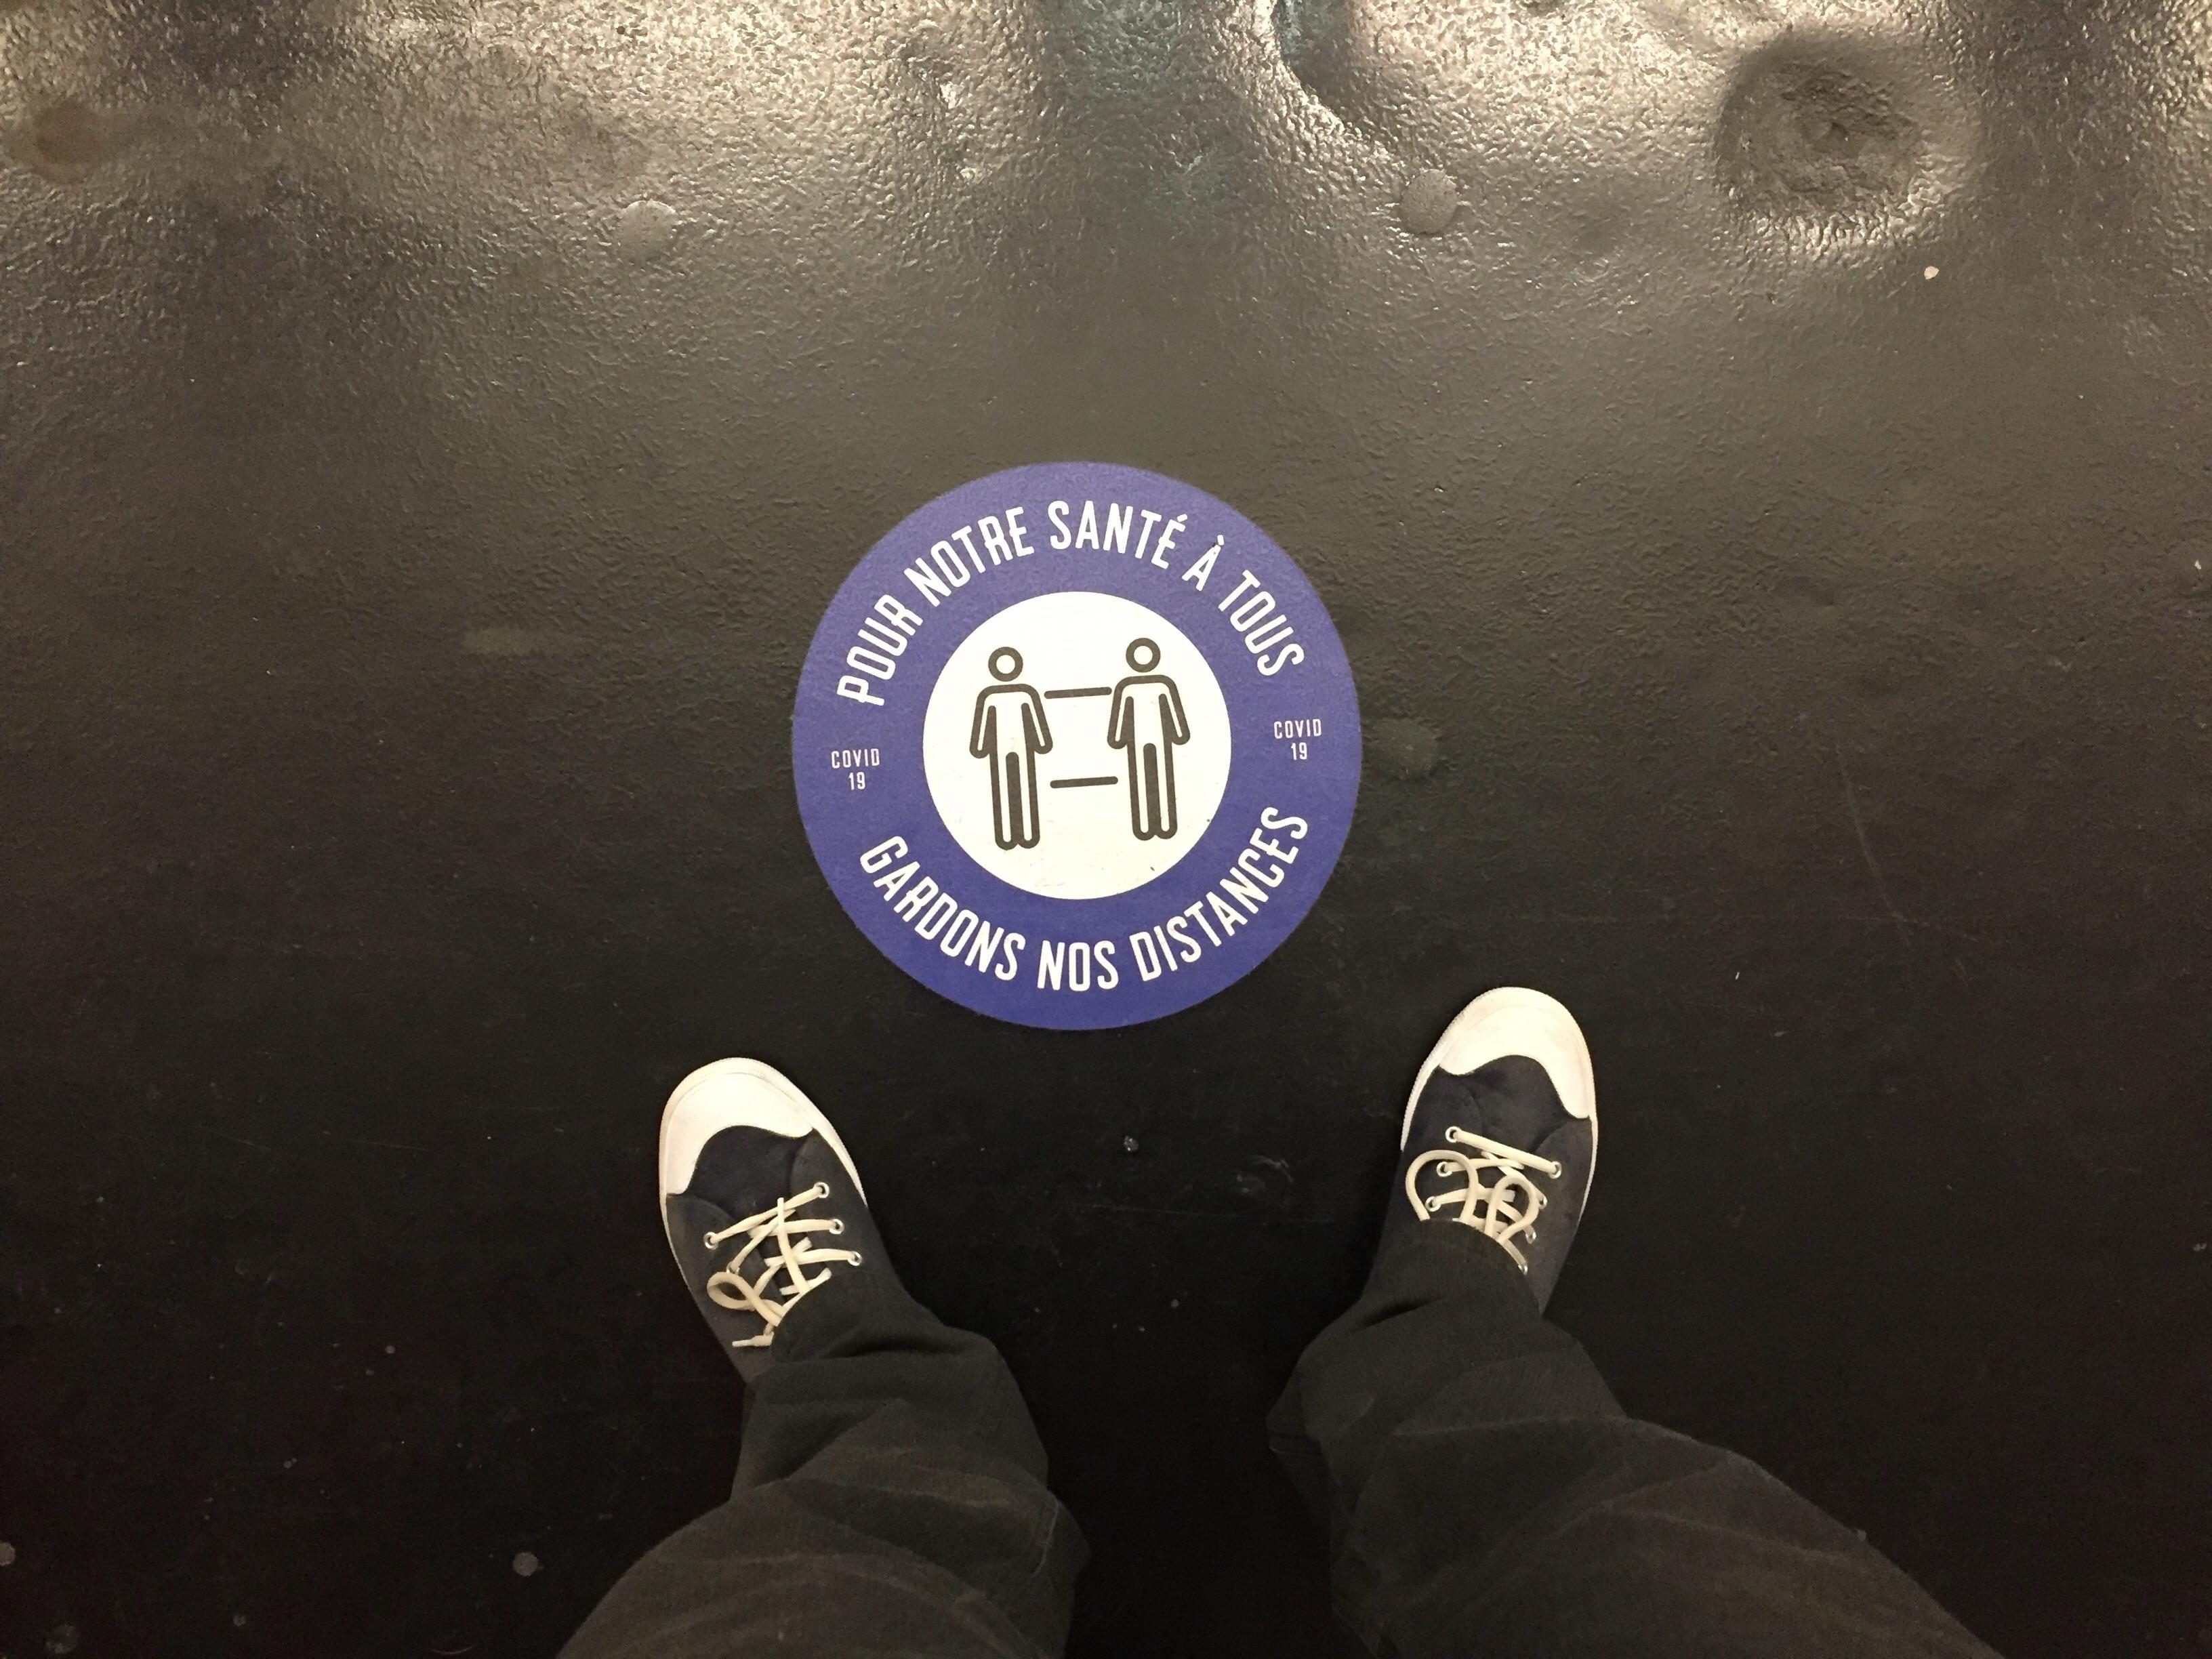 POUR NOTRE SANTÉ À TOUS
COVID
19
COVID
19
GARDONS NOS DISTANCES